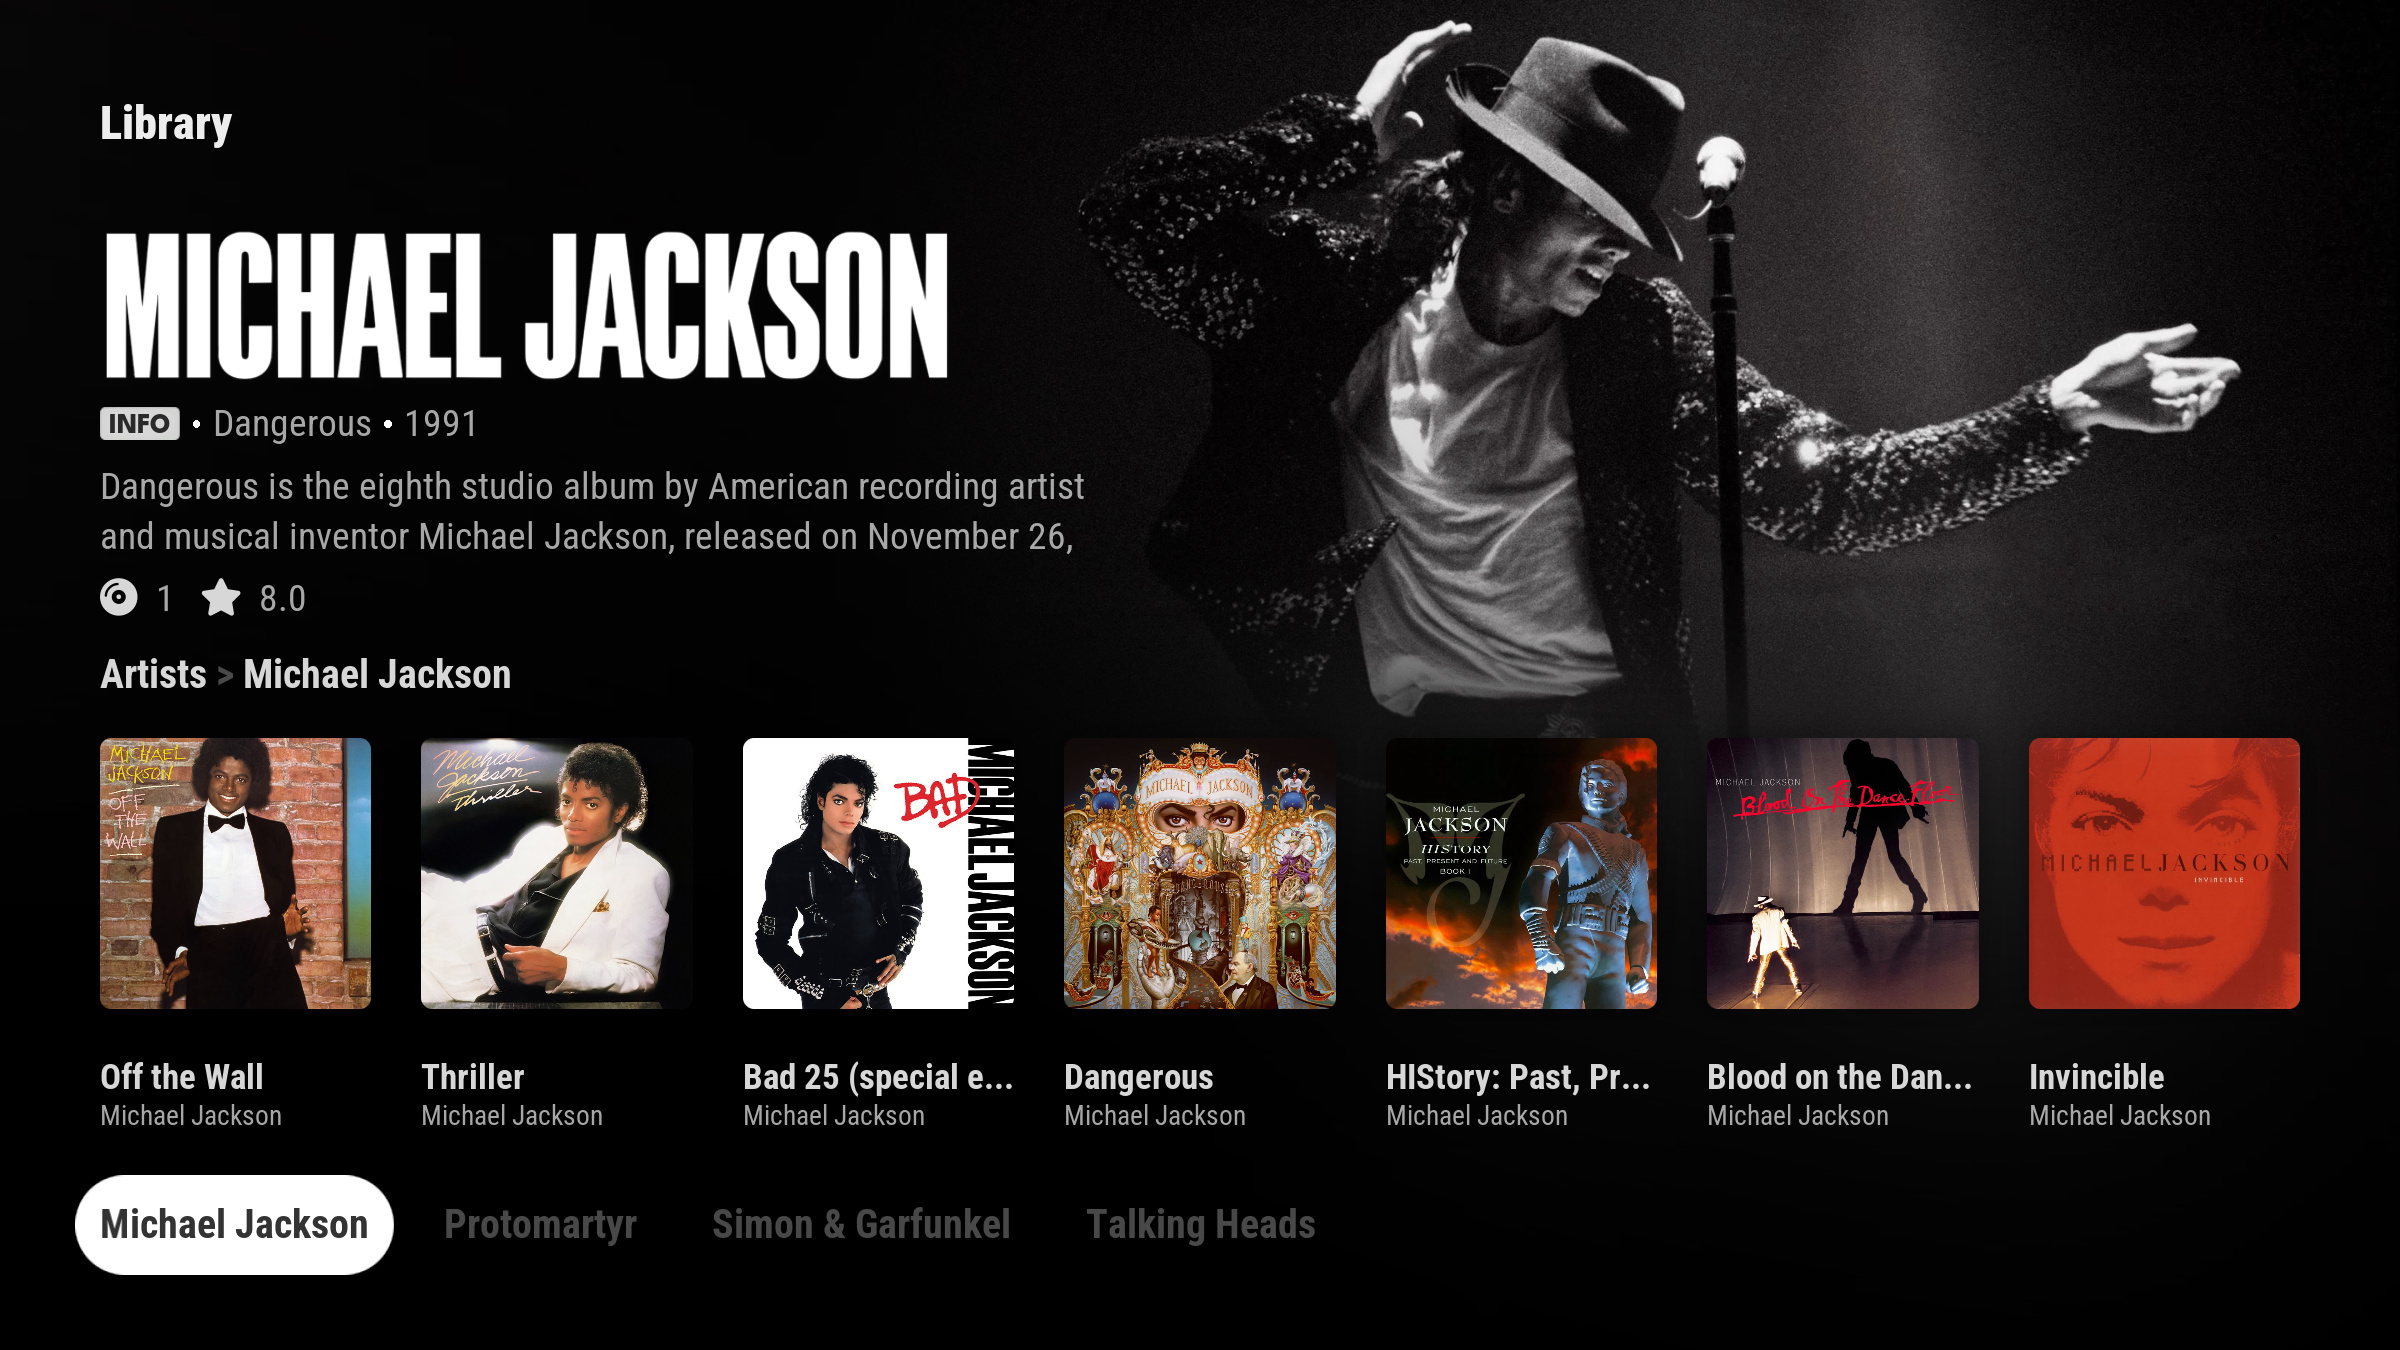 Library
MICHAEL JACKSON
INFO • Dangerous • 1991
Dangerous is the eighth studio album by American recording artist
and musical inventor Michael Jackson, released on November 26,
1 8.0
Artists > Michael Jackson
MICHAEL
JACKSON
OFF
THE
WALL
Michael
Jackson
Thriller
BAD
MICHAEL JACKSON
MICHAEL JACKSON
DANGEROUS
MICHAEL
JACKSON
HISTORY
PAST, PRESENT AND FUTURE
BOOK I
MICHAEL JACKSON
Blood On The Dance Floor
MICHAEL JACKSON
INVINCIBLE
Off the Wall
Michael Jackson
Thriller
Michael Jackson
Bad 25 (special e...
Michael Jackson
Dangerous
Michael Jackson
HIStory: Past, Pr...
Michael Jackson
Blood on the Dan...
Michael Jackson
Invincible
Michael Jackson
Michael Jackson Protomartyr Simon & Garfunkel Talking Heads